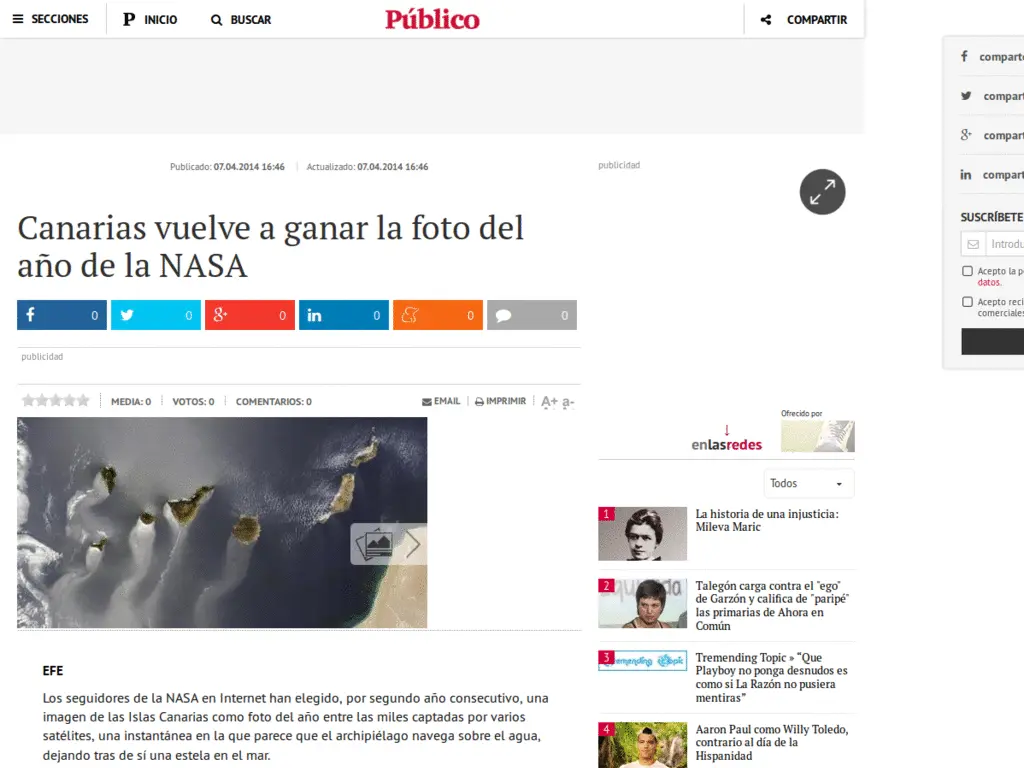 SECCIONES
INICIO
BUSCAR
Público
COMPARTIR
Publicado: 07.04.2014 16:46
Actualizado: 07.04.2014 16:46
Canarias vuelve a ganar la foto del
año de la NASA
0 0 0 0 0 0
publicidad
MEDIA: 0
VOTOS: 0
COMENTARIOS: 0
EMAIL
IMPRIMIR
A+ a-
EFE
Los seguidores de la NASA en Internet han elegido, por segundo año consecutivo, una
imagen de las Islas Canarias como foto del año entre las miles captadas por varios
satélites, una instantánea en la que parece que el archipiélago navega sobre el agua,
dejando tras de sí una estela en el mar.
publicidad
Ofrecido por
enlasredes
Todos
1
La historia de una injusticia:
Mileva Maric
2
Talegón carga contra el "ego"
de Garzón y califica de "paripé"
las primarias de Ahora en
Común
3
Tremending Topic » “Que
Playboy no ponga desnudos es
como si La Razón no pusiera
mentiras”
4
Aaron Paul como Willy Toledo,
contrario al día de la
Hispanidad
SUSCRÍBETE
Acepto la
datos.
Acepto
comerciales